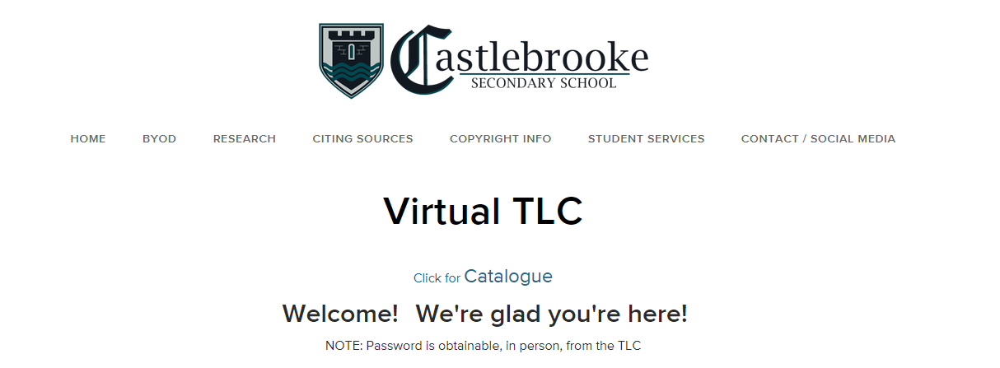 Castlebrooke
SECONDARY SCHOOL
HOME BYOD RESEARCH CITING SOURCES COPYRIGHT INFO STUDENT SERVICES CONTACT / SOCIAL MEDIA
Virtual TLC
Click for Catalogue
Welcome! We're glad you're here!
NOTE: Password is obtainable, in person, from the TLC